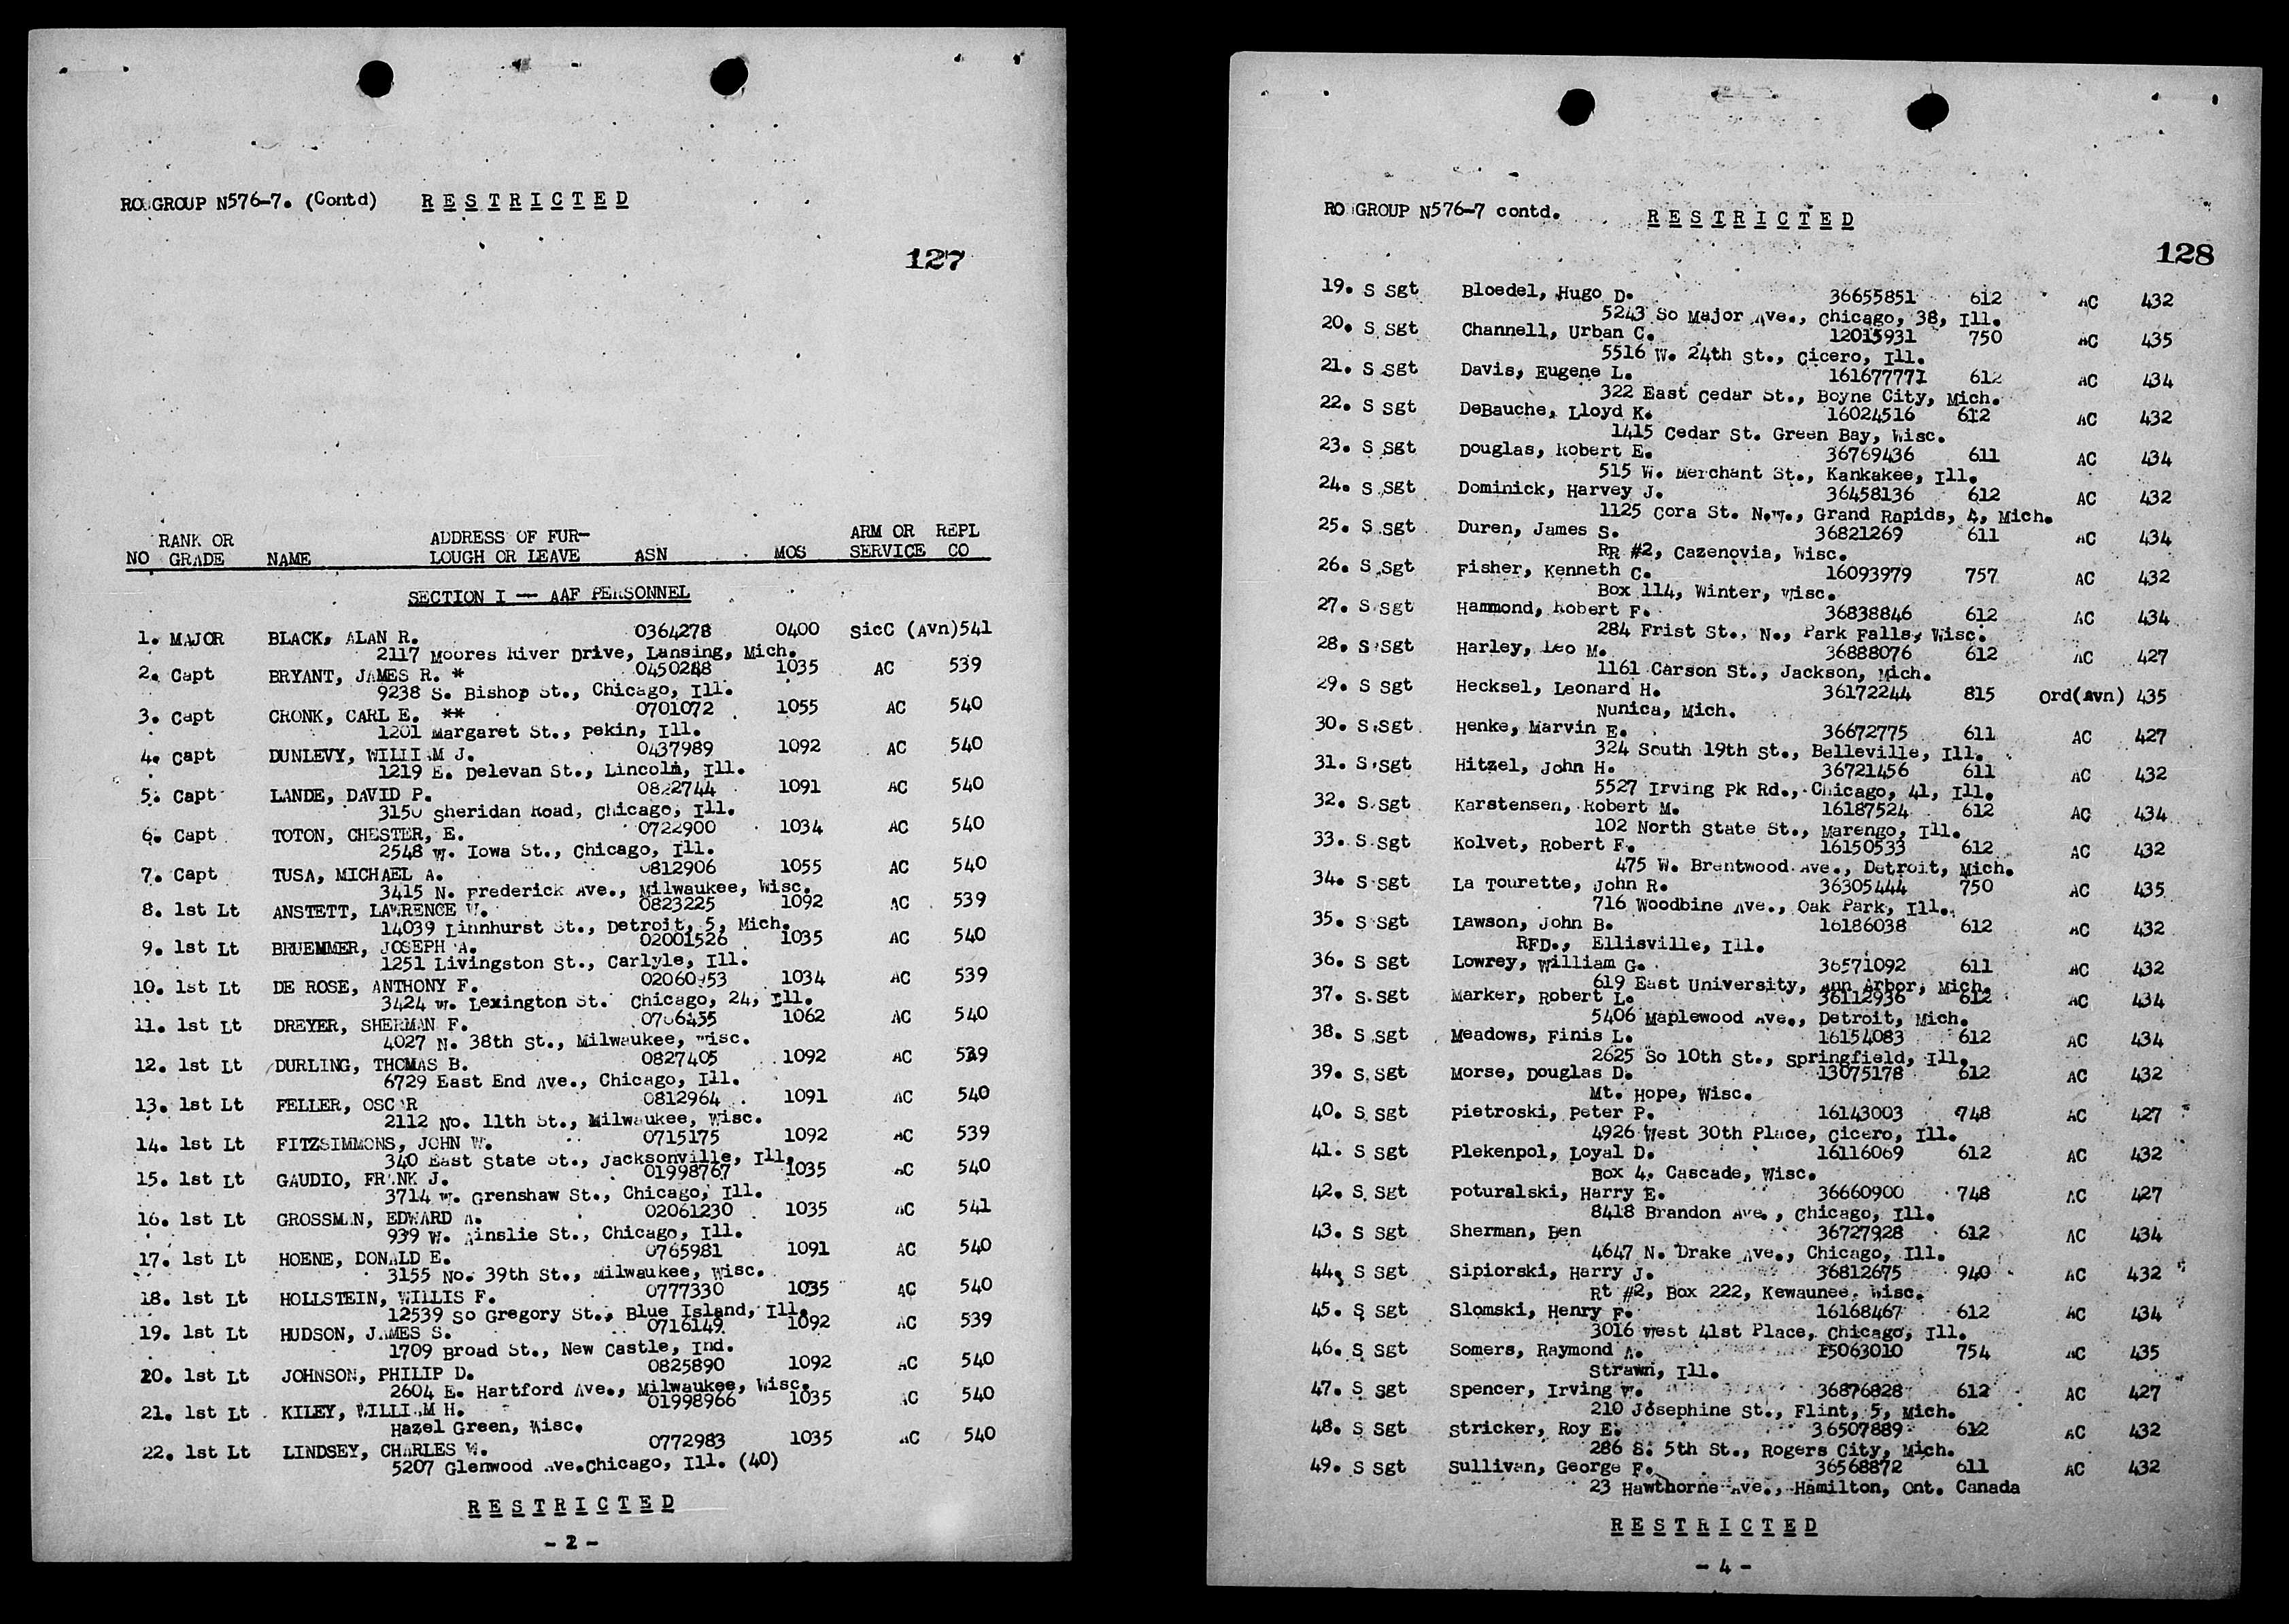 RO GROUP N576-7. (Contd) RESTRICTED
127
NO RANK OR GRADE NAME ADDRESS OF FUR-LOUGH OR LEAVE ASN MOS ARM OR SERVICE REPL CO
SECTION I -- AAF PERSONNEL
1. MAJOR BLACK, ALAN R. 0364278 0400 SigC (Avn)541
2117 Moores River Drive, Lansing, Mich.
2. Capt BRYANT, JAMES R. * 0450288 1035 AC 539
9238 S. Bishop St., Chicago, Ill.
3. Capt CRONK, CARL E. ** 0701072 1055 AC 540
1201 Margaret St., Pekin, Ill.
4. Capt DUNLEVY, WILLIAM J. 0437989 1092 AC 540
1219 E. Delevan St., Lincoln, Ill.
5. Capt LANDE, DAVID P. 0822744 1091 AC 540
3150 Sheridan Road, Chicago, Ill.
6. Capt TOTON, CHESTER, E. 0722900 1034 AC 540
2548 W. Iowa St., Chicago, Ill.
7. Capt TUSA, MICHAEL A. 0812906 1055 AC 540
3415 N. Frederick Ave., Milwaukee, Wisc.
8. 1st Lt ANSTETT, LAWRENCE W. 0823225 1092 AC 539
14039 Linnhurst St., Detroit, 5, Mich.
9. 1st Lt BRUEMMER, JOSEPH A. 02001526 1035 AC 540
1251 Livingston St., Carlyle, Ill.
10. 1st Lt DE ROSE, ANTHONY F. 1034 AC 539
3424 W. Lexington St. Chicago, 24, Ill.
11. 1st Lt DREYER, SHERMAN F. 1062 AC 540
4027 N. 38th St., Milwaukee, Wisc.
12. 1st Lt DURLING, THOMAS B. 0827405 1092 AC 539
6729 East End Ave., Chicago, Ill.
13. 1st Lt FELLER, OSCAR 0812964 1091 AC 540
2112 No. 11th St., Milwaukee, Wisc.
14. 1st Lt FITZSIMMONS, JOHN W. 0715175 1092 AC 539
340 East State St., Jacksonville, Ill.
15. 1st Lt GAUDIO, FRANK J. 01998767 1035 AC 540
3714 W. Grenshaw St., Chicago, Ill.
16. 1st Lt GROSSMAN, EDWARD A. 02061230 1035 AC 541
939 W. Ainslie St., Chicago, Ill.
17. 1st Lt HOENE, DONALD E. 0765981 1091 AC 540
3155 No. 39th St., Milwaukee, Wisc.
18. 1st Lt HOLLSTEIN, WILLIS F. 0777330 1035 AC 540
12539 So Gregory St., Blue Island, Ill.
19. 1st Lt HUDSON, JAMES S. 0716149 1092 AC 539
1709 Broad St., New Castle, Ind.
20. 1st Lt JOHNSON, PHILIP D. 0825890 1092 AC 540
2604 E. Hartford Ave., Milwaukee, Wisc.
21. 1st Lt KILEY, WILLIAM H. 01998966 1035 AC 540
Hazel Green, Wisc.
22. 1st Lt LINDSEY, CHARLES W. 0772983 1035 AC 540
5207 Glenwood Ave.Chicago, Ill. (40)
RESTRICTED
- 2 -
RO GROUP N576-7 contd. RESTRICTED
128
19. S Sgt Bloedel, Hugo D. 36655851 612 AC 432
5243 So Major Ave., Chicago, 38, Ill.
20. S Sgt Channell, Urban C. 12015931 750 AC 435
5516 W. 24th St., Cicero, Ill.
21. S Sgt Davis, Eugene L. 161677771 612 AC 434
322 East Cedar St., Boyne City, Mich.
22. S Sgt DeBauche, Lloyd K. 16024516 612 AC 432
1415 Cedar St. Green Bay, Wisc.
23. S Sgt Douglas, Robert E. 36769436 611 AC 434
515 W. Merchant St., Kankakee, Ill.
24. S Sgt Dominick, Harvey J. 36458136 612 AC 432
1125 Cora St. N.W., Grand Rapids, 4, Mich.
25. S Sgt Duren, James S. 36821269 611 AC 434
RR #2, Cazenovia, Wisc.
26. S Sgt Fisher, Kenneth C. 16093979 757 AC 432
Box 114, Winter, Wisc.
27. S Sgt Hammond, Robert F. 36838846 612 AC 434
284 Frist St., N., Park Falls, Wisc.
28. S Sgt Harley, Leo M. 36888076 612 AC 427
1161 Carson St., Jackson, Mich.
29. S Sgt Hecksel, Leonard H. 36172244 815 Ord(Avn) 435
Nunica, Mich.
30. S Sgt Henke, Marvin E. 36672775 611 AC 427
324 South 19th St., Belleville, Ill.
31. S Sgt Hitzel, John H. 36721456 611 AC 432
5527 Irving Pk Rd., Chicago, 41, Ill.
32. S Sgt Karstensen, Robert M. 16187524 612 AC 434
102 North State St., Marengo, Ill.
33. S Sgt Kolvet, Robert F. 16150533 612 AC 432
475 W. Brentwood Ave., Detroit, Mich.
34. S Sgt La Tourette, John R. 36305444 750 AC 435
716 Woodbine Ave., Oak Park, Ill.
35. S Sgt Lawson, John B. 16186038 612 AC 432
RFD., Ellisville, Ill.
36. S Sgt Lowrey, William G. 36571092 611 AC 432
619 East University, Ann Arbor, Mich.
37. S Sgt Marker, Robert L. 36112936 612 AC 434
5406 Maplewood Ave., Detroit, Mich.
38. S Sgt Meadows, Finis L. 16154083 612 AC 434
2625 So 10th St., Springfield, Ill.
39. S Sgt Morse, Douglas D. 13075178 612 AC 432
Mt. Hope, Wisc.
40. S Sgt Pietroski, Peter P. 16143003 748 AC 427
4926 West 30th Place, Cicero, Ill.
41. S Sgt Plekenpol, Loyal D. 16116069 612 AC 432
Box 4, Cascade, Wisc.
42. S Sgt Poturalski, Harry E. 36660900 748 AC 427
8418 Brandon Ave., Chicago, Ill.
43. S Sgt Sherman, Ben 36727928 612 AC 434
4647 N. Drake Ave., Chicago, Ill.
44. S Sgt Sipiorski, Harry J. 36812675 940 AC 432
Rt #2, Box 222, Kewaunee, Wisc.
45. S Sgt Slomski, Henry F. 16168467 612 AC 434
3016 West 41st Place, Chicago, Ill.
46. S Sgt Somers, Raymond A. 15063010 754 AC 435
Strawn, Ill.
47. S Sgt Spencer, Irving W. 36876828 612 AC 427
210 Josephine St., Flint, 5, Mich.
48. S Sgt Stricker, Roy E. 36507889 612 AC 432
286 S. 5th St., Rogers City, Mich.
49. S Sgt Sullivan, George F. 36568872 611 AC 432
23 Hawthorne Ave., Hamilton, Ont. Canada
RESTRICTED
- 4 -